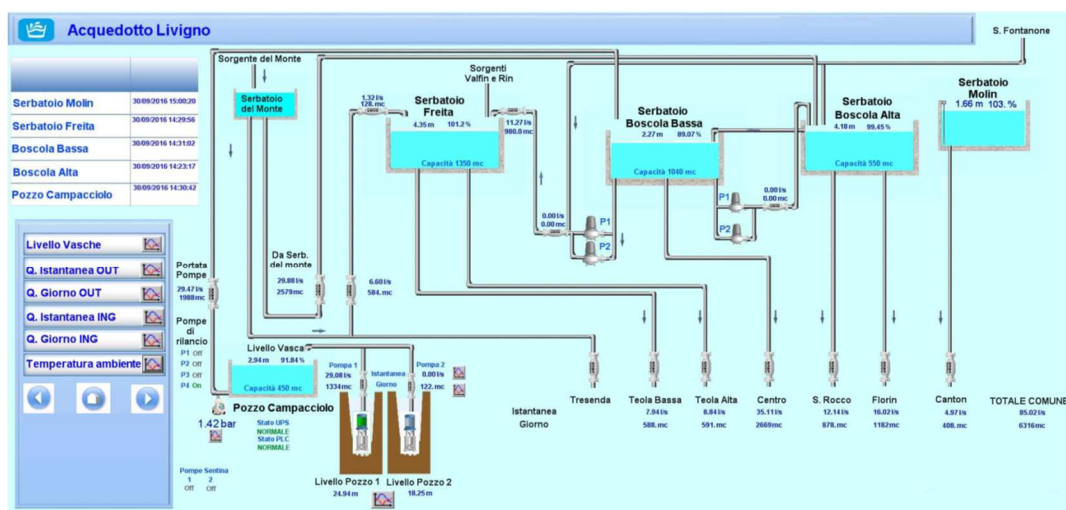 Acquedotto Livigno
S. Fontanone
Serbatoio Molin 30/09/2016 15:00:20
Serbatoio Freita 30/09/2016 14:29:56
Boscola Bassa 30/09/2016 14:31:02
Boscola Alta 30/09/2016 14:23:17
Pozzo Campacciolo 30/09/2016 14:30:42
Sorgente del Monte
Serbatoio
del Monte
1.32 l/s
128. mc
Serbatoio
Freita
4.35 m 101.2 %
Capacità 1350 mc
Sorgenti
Valfin e Rin
11.27 l/s
980.0 mc
Serbatoio
Boscola Bassa
2.27 m 89.07 %
Capacità 1040 mc
Serbatoio
Boscola Alta
4.18 m 99.45 %
Capacità 550 mc
Serbatoio
Molin
1.66 m 103. %
0.00 l/s
0.00 mc
P1
P2
P1
P2
0.00 l/s
0.00 mc
Livello Vasche
Q. Istantanea OUT
Q. Giorno OUT
Q. Istantanea ING
Q. Giorno ING
Temperatura ambiente
Portata
Pompe
29.47 l/s
1988 mc
Pompe
di
rilancio
P1 Off
P2 Off
P3 Off
P4 On
Da Serb.
del monte
29.88 l/s
2579 mc
6.60 l/s
584. mc
Livello Vasca
2.94 m 91.84 %
Capacità 450 mc
Pozzo Campacciolo
1.42 bar
Stato UPS
NORMALE
Stato PLC
NORMALE
Pompa 1
29.08 l/s
1334 mc
Istantanea
Giorno
Pompa 2
0.00 l/s
122. mc
Pompe Sentina
1 2
Off Off
Livello Pozzo 1 Livello Pozzo 2
24.94 m 18.25 m
Tresenda Teola Bassa Teola Alta Centro S. Rocco Florin Canton TOTALE COMUNE
Istantanea 7.94 l/s 8.84 l/s 35.11 l/s 12.14 l/s 16.02 l/s 4.97 l/s 85.02 l/s
Giorno 588. mc 591. mc 2669 mc 878. mc 1182 mc 408. mc 6316 mc